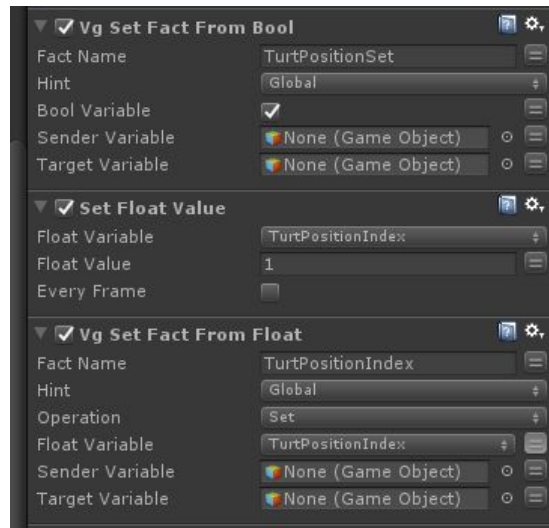 Vg Set Fact From Bool
Fact Name TurtPositionSet
Hint Global
Bool Variable
Sender Variable None (Game Object)
Target Variable None (Game Object)
Set Float Value
Float Variable TurtPositionIndex
Float Value 1
Every Frame
Vg Set Fact From Float
Fact Name TurtPositionIndex
Hint Global
Operation Set
Float Variable TurtPositionIndex
Sender Variable None (Game Object)
Target Variable None (Game Object)